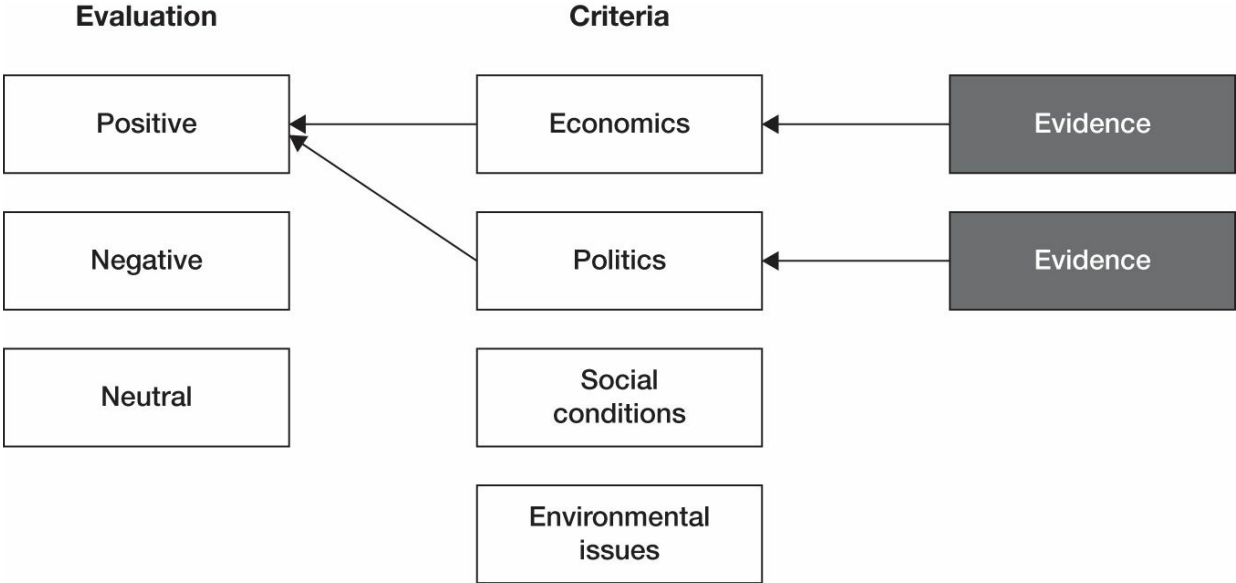 Evaluation
Criteria
Positive
Economics
Evidence
Negative
Politics
Evidence
Neutral
Social
conditions
Environmental
issues